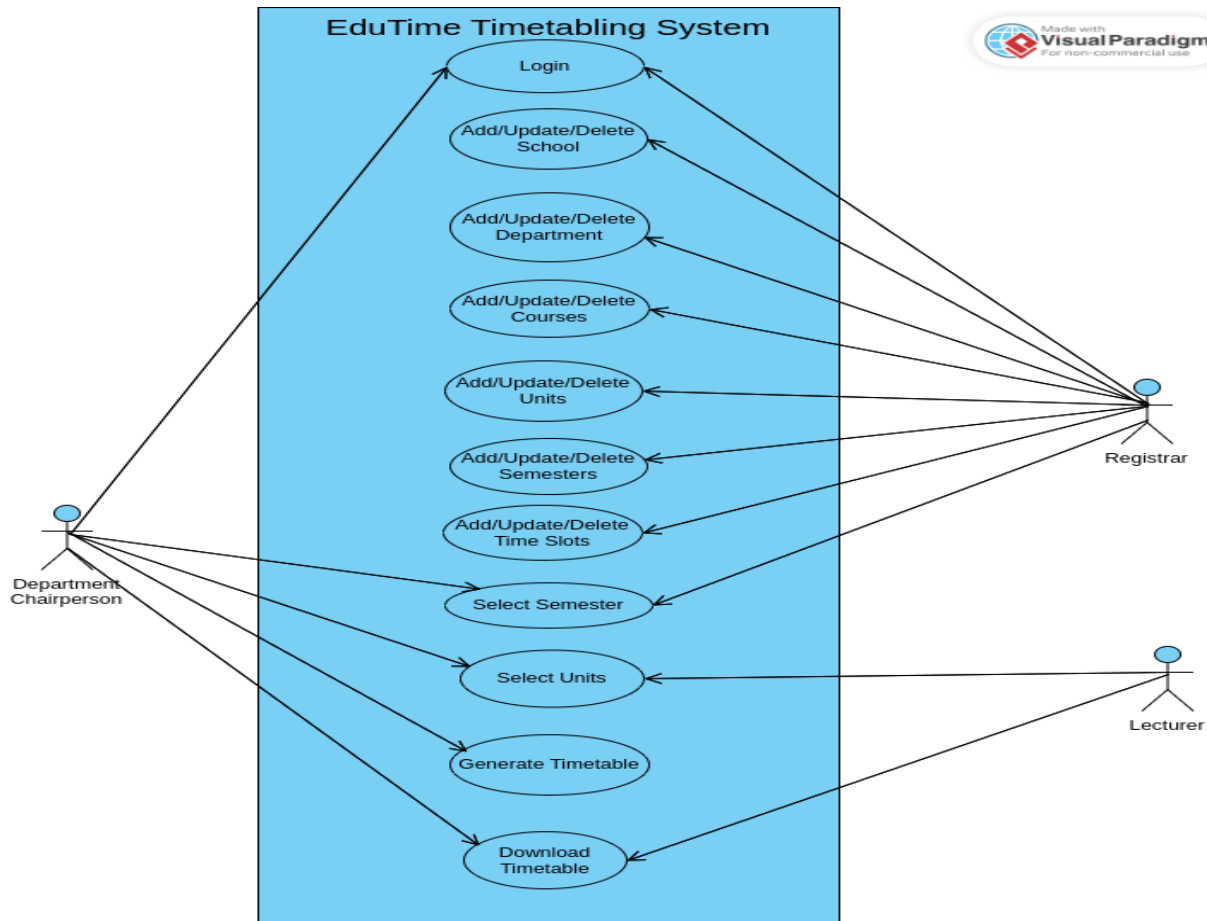 EduTime Timetabling System
Made with
Visual Paradigm
For non-commercial use
Login
Add/Update/Delete
School
Add/Update/Delete
Department
Add/Update/Delete
Courses
Add/Update/Delete
Units
Registrar
Add/Update/Delete
Semesters
Add/Update/Delete
Time Slots
Department
Chairperson
Select Semester
Select Units
Lecturer
Generate Timetable
Download
Timetable